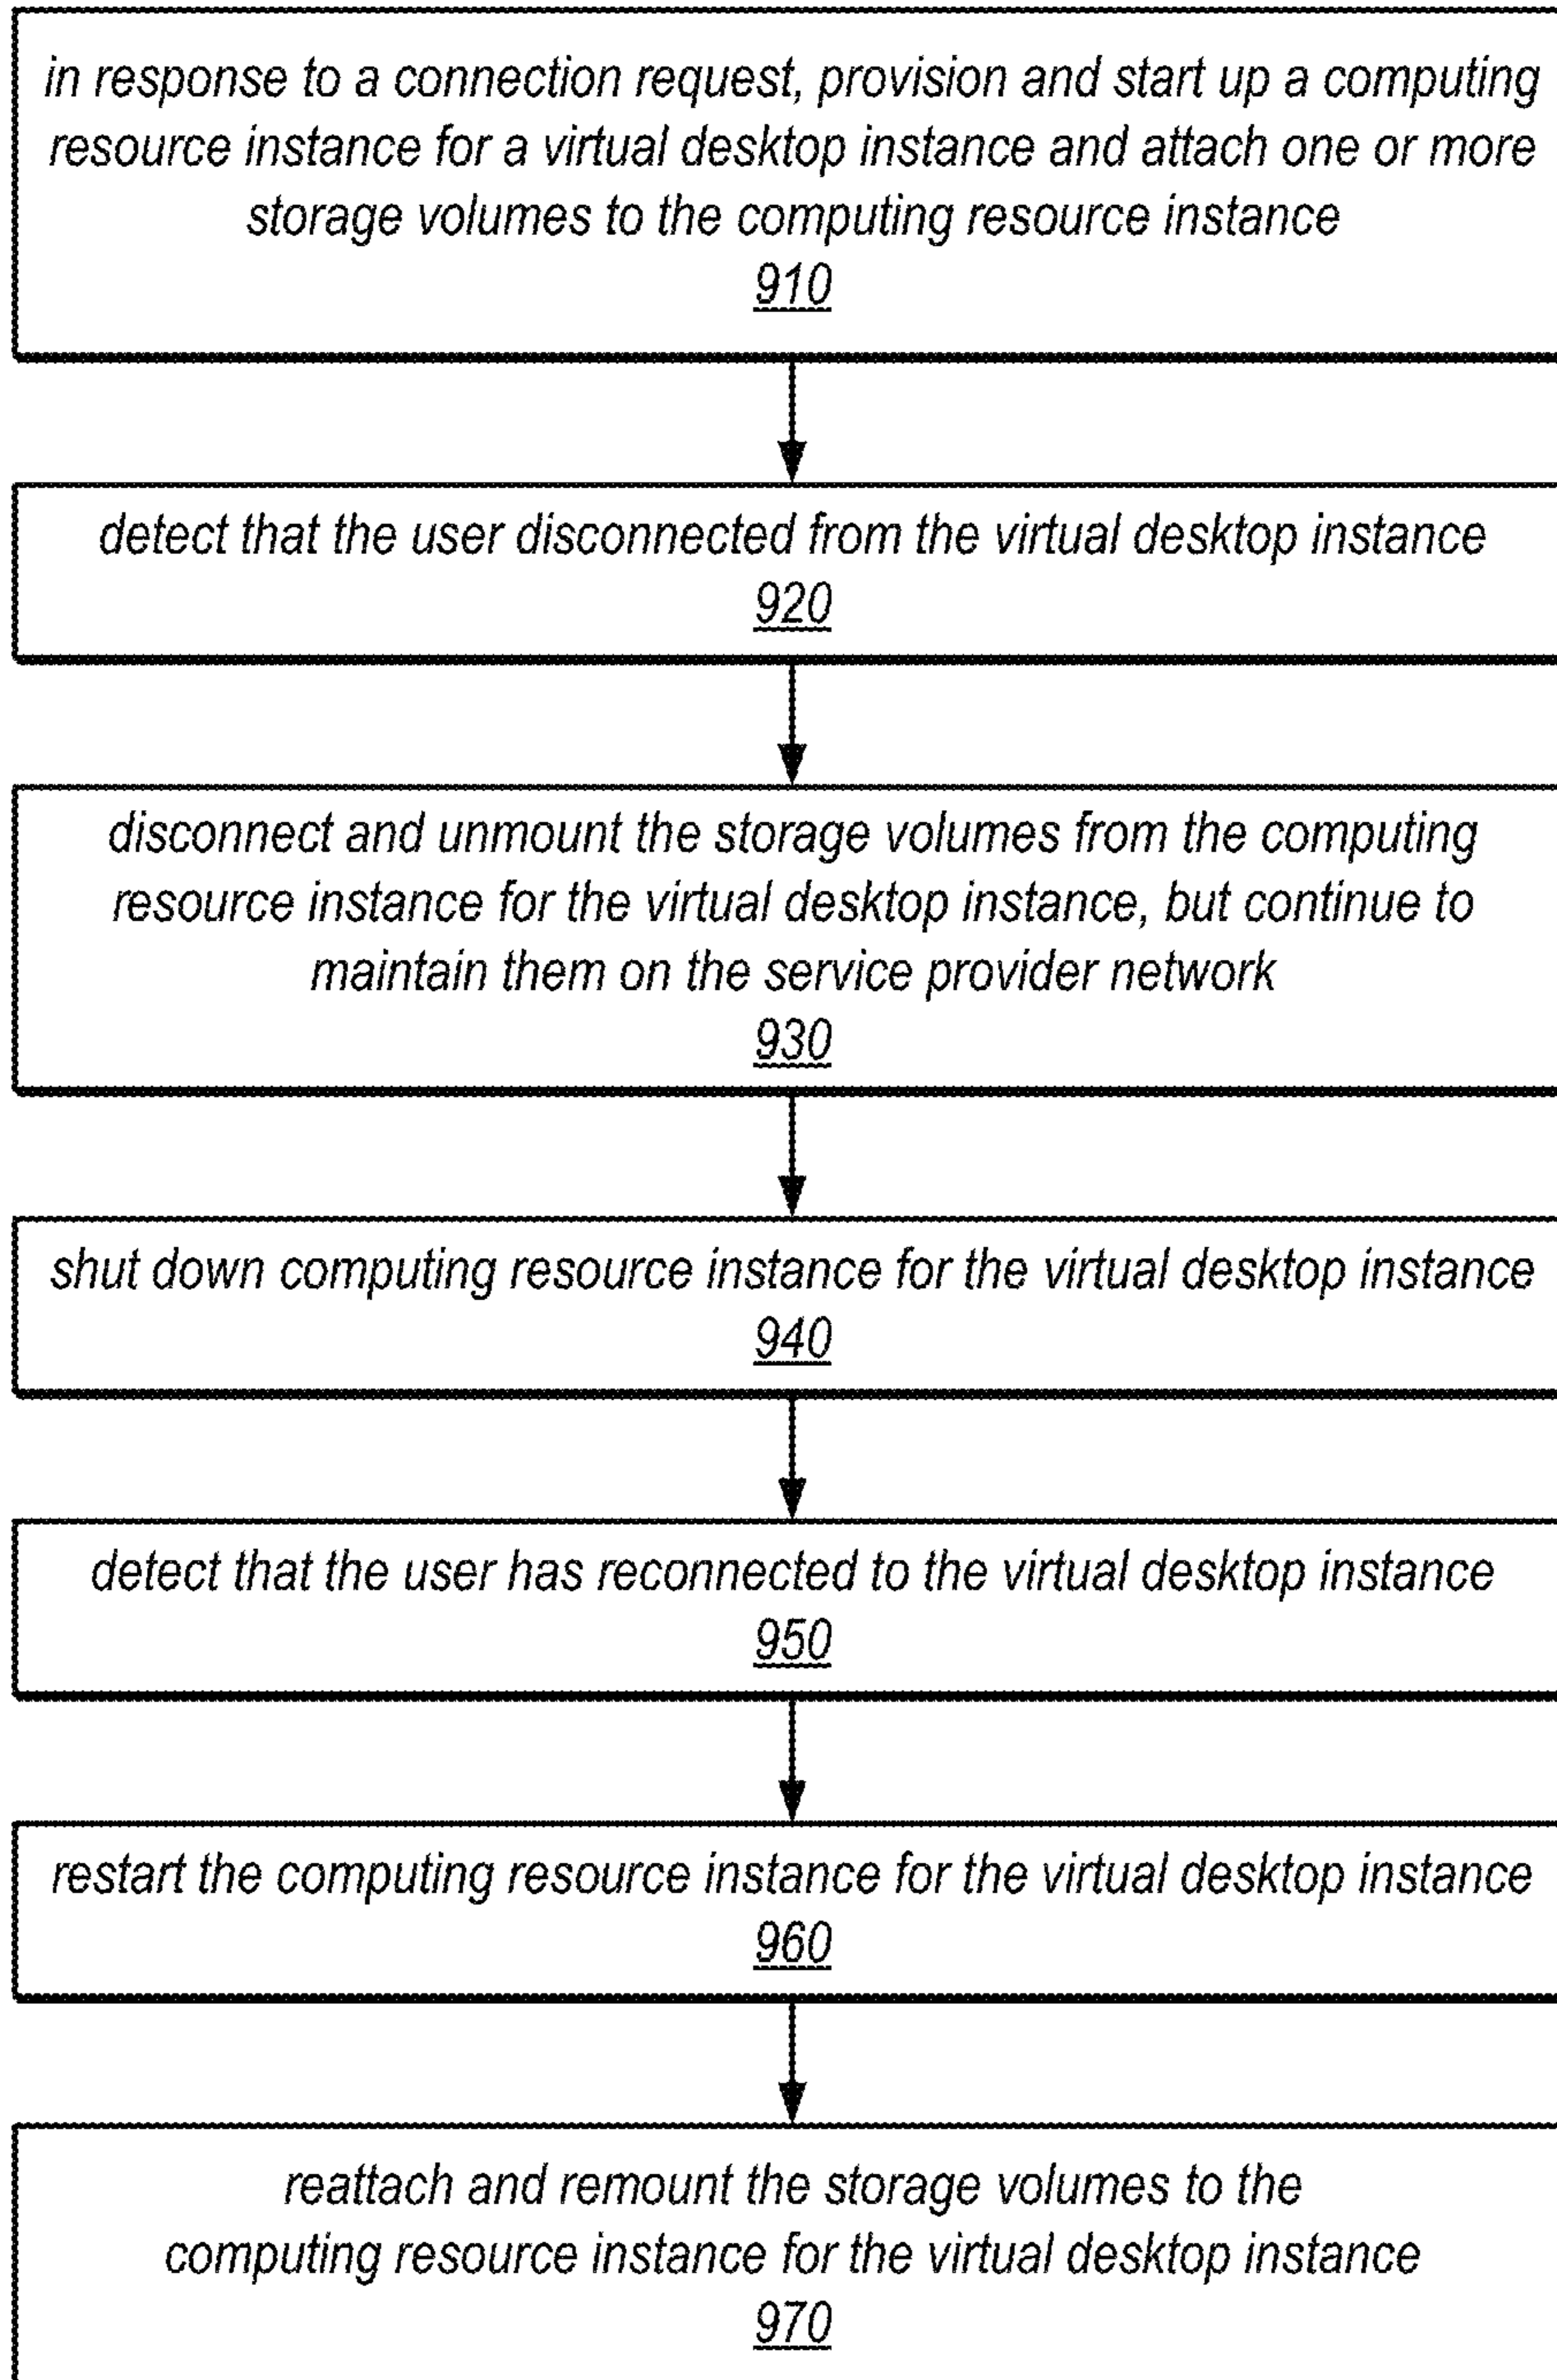 in response to a connection request, provision and start up a computing
resource instance for a virtual desktop instance and attach one or more
storage volumes to the computing resource instance
910
detect that the user disconnected from the virtual desktop instance
920
disconnect and unmount the storage volumes from the computing
resource instance for the virtual desktop instance, but continue to
maintain them on the service provider network
930
shut down computing resource instance for the virtual desktop instance
940
detect that the user has reconnected to the virtual desktop instance
950
restart the computing resource instance for the virtual desktop instance
960
reattach and remount the storage volumes to the
computing resource instance for the virtual desktop instance
970